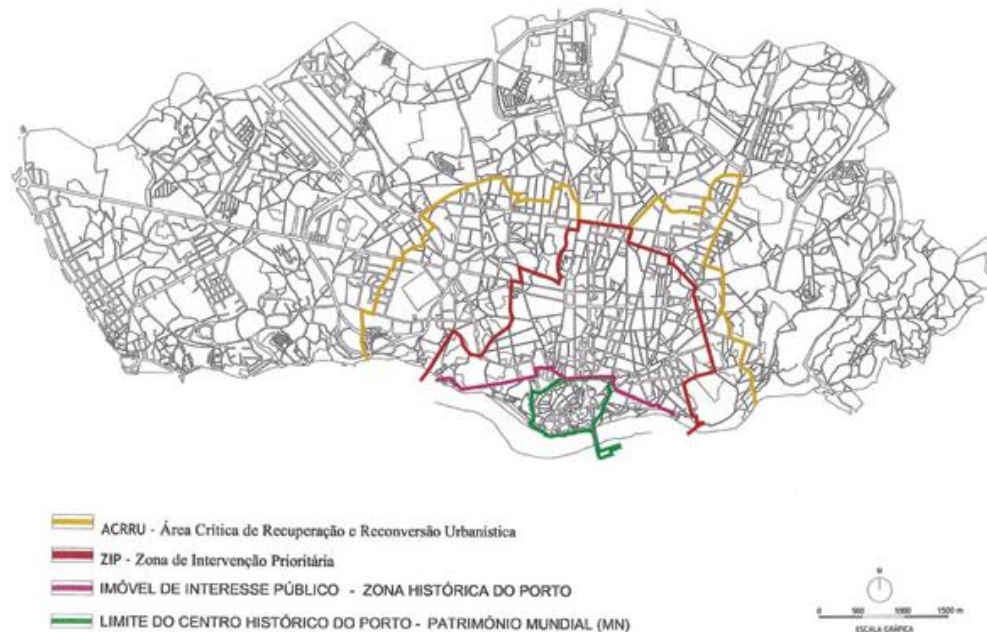 ACRRU - Área Crítica de Recuperação e Reconversão Urbanística
ZIP - Zona de Intervenção Prioritária
IMÓVEL DE INTERESSE PÚBLICO - ZONA HISTÓRICA DO PORTO
LIMITE DO CENTRO HISTÓRICO DO PORTO - PATRIMÓNIO MUNDIAL (MN)
N
0 500 1000 1500 m
ESCALA GRÁFICA